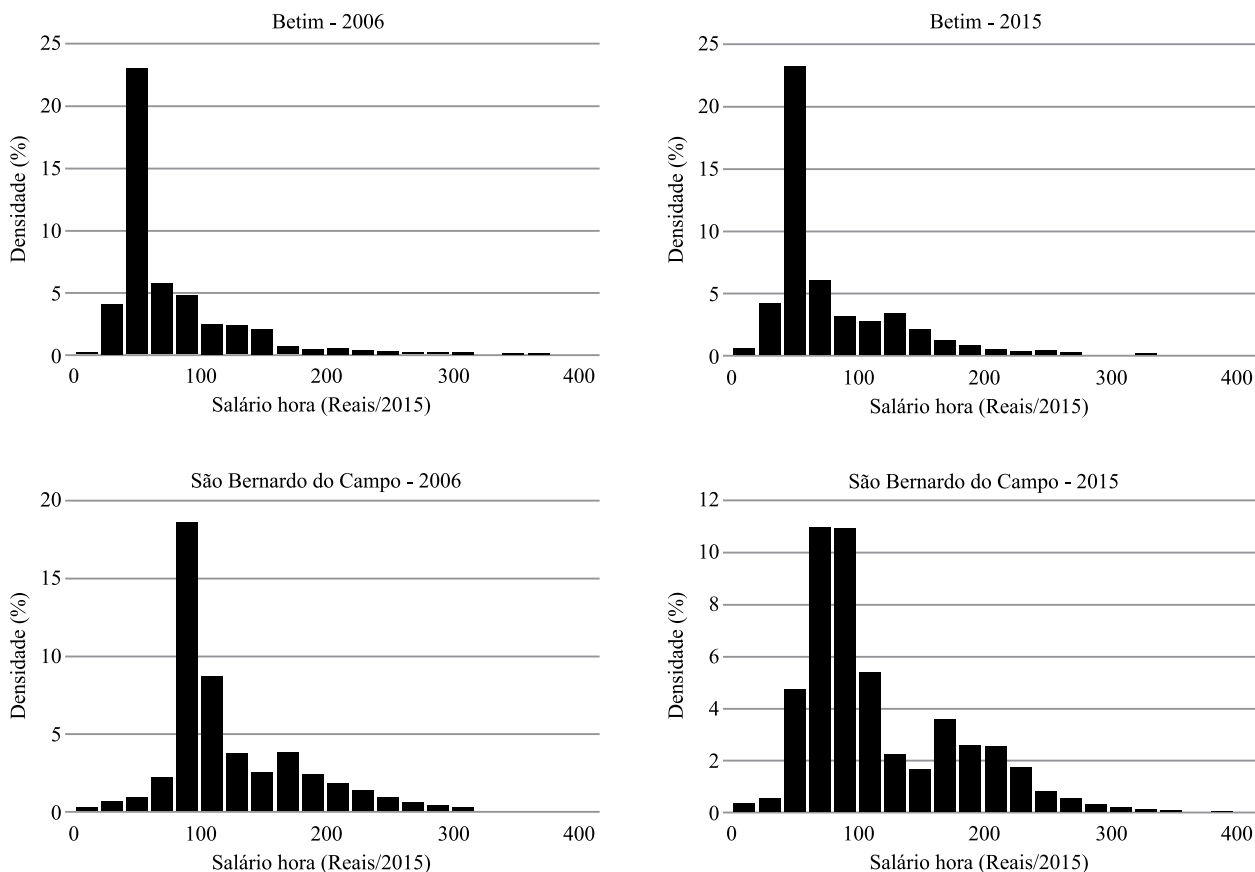 Betim - 2006
25
20
15
10
5
0
Densidade (%)
0 100 200 300 400
Salário hora (Reais/2015)
Betim - 2015
25
20
15
10
5
0
Densidade (%)
0 100 200 300 400
Salário hora (Reais/2015)
São Bernardo do Campo - 2006
20
15
10
5
0
Densidade (%)
0 100 200 300 400
Salário hora (Reais/2015)
São Bernardo do Campo - 2015
12
10
8
6
4
2
0
Densidade (%)
0 100 200 300 400
Salário hora (Reais/2015)